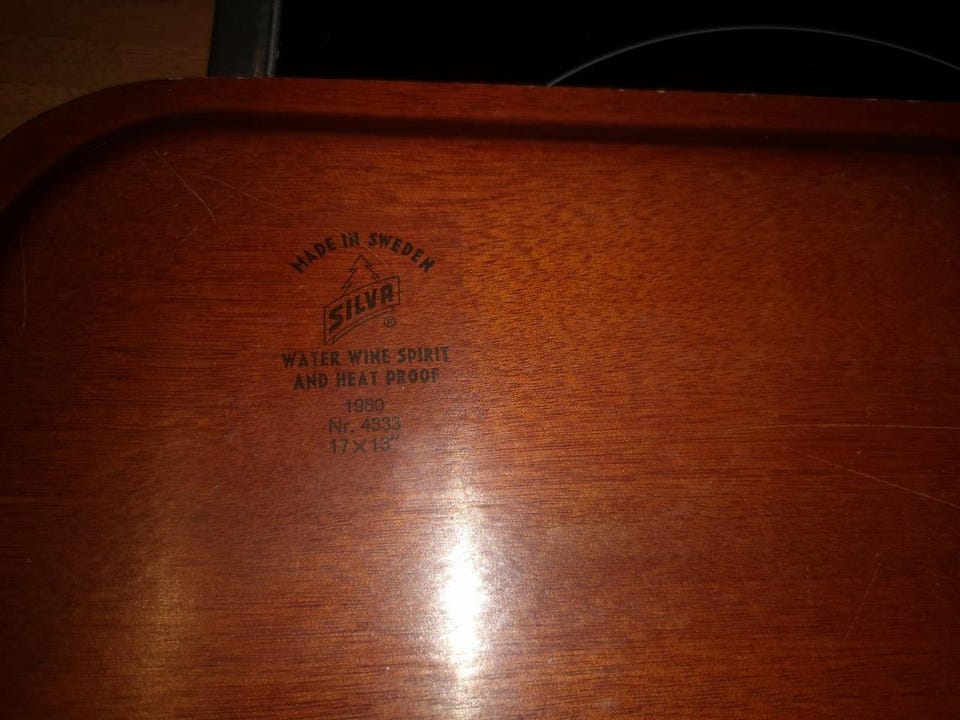 MADE IN SWEDEN
SILVA
®
WATER WINE SPIRIT
AND HEAT PROOF
1980
Nr. 4333
17 X 13"